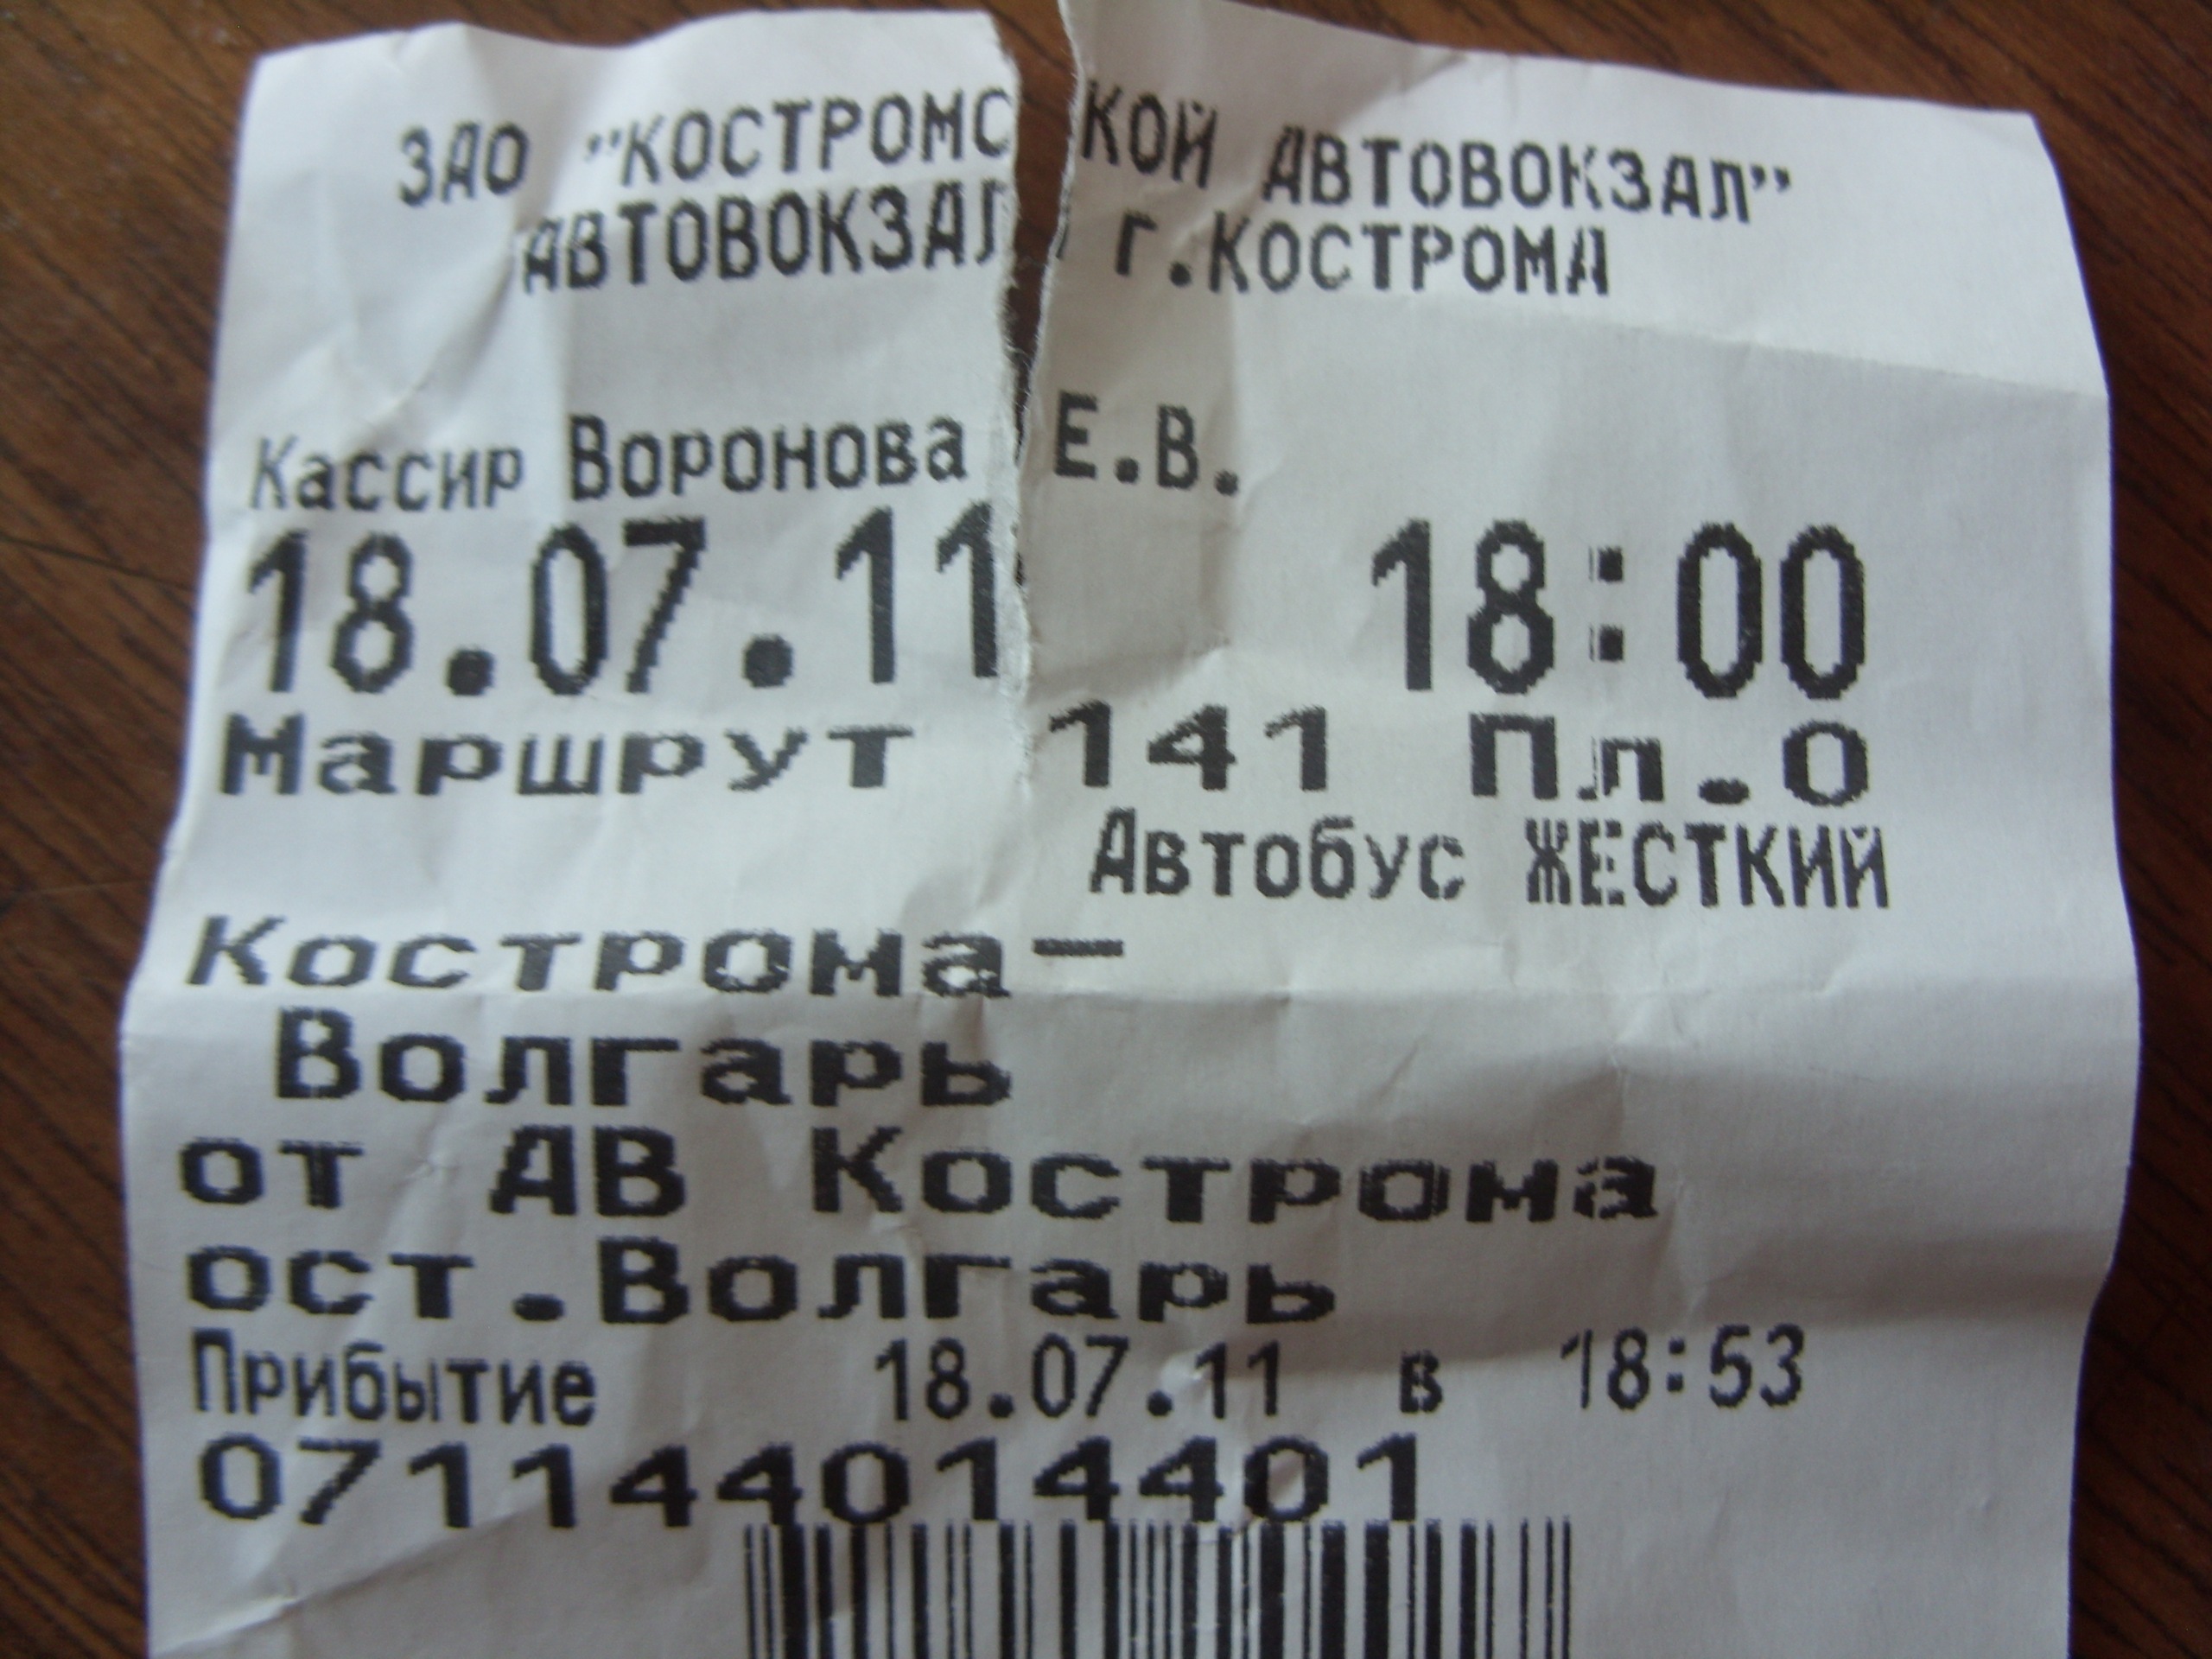 ЗАО "КОСТРОМСКОЙ АВТОВОКЗАЛ"
АВТОВОКЗАЛ г.КОСТРОМА
Кассир Воронова Е.В.
18.07.11 18:00
Маршрут 141 Пл.0
Автобус ЖЕСТКИЙ
Кострома-
Волгарь
от АВ Кострома
ост.Волгарь
Прибытие 18.07.11 в 18:53
071144014401